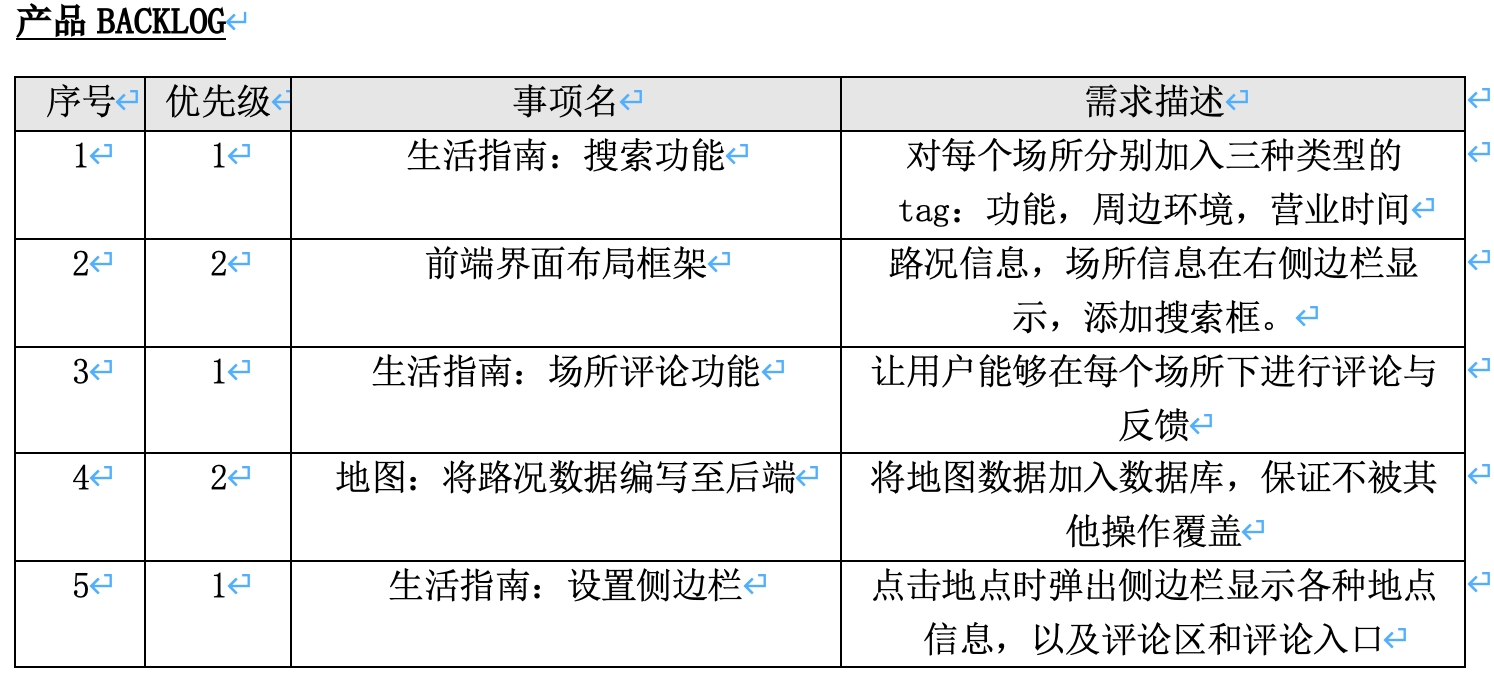 产品 BACKLOG
序号 优先级 事项名 需求描述
1 1 生活指南：搜索功能 对每个场所分别加入三种类型的
tag：功能，周边环境，营业时间
2 2 前端界面布局框架 路况信息，场所信息在右侧边栏显
示，添加搜索框。
3 1 生活指南：场所评论功能 让用户能够在每个场所下进行评论与
反馈
4 2 地图：将路况数据编写至后端 将地图数据加入数据库，保证不被其
他操作覆盖
5 1 生活指南：设置侧边栏 点击地点时弹出侧边栏显示各种地点
信息，以及评论区和评论入口